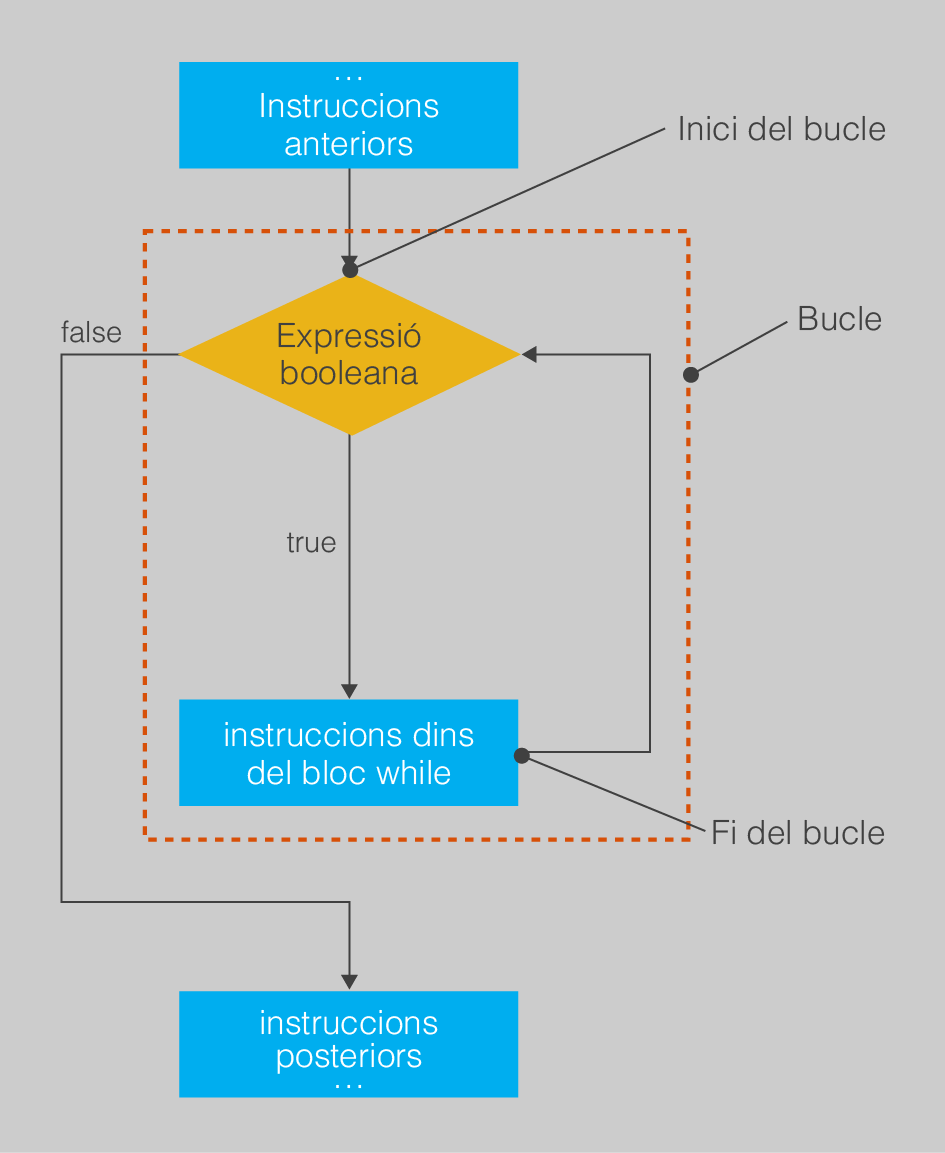 ...
Instruccions
anteriors
Inici del bucle
false
Expressió
booleana
Bucle
true
instruccions dins
del bloc while
Fi del bucle
instruccions
posteriors
...